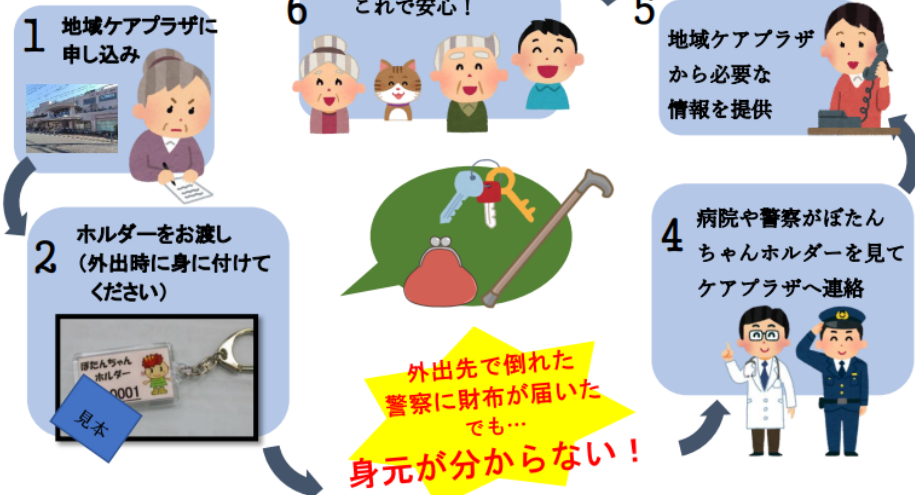 1
地域ケアプラザに
申し込み
2
ホルダーをお渡し
（外出時に身に付けて
ください）
ぼたんちゃん
ホルダー
0001
見本
外出先で倒れた
警察に財布が届いた
でも…
身元が分からない！
4
病院や警察がぼたん
ちゃんホルダーを見て
ケアプラザへ連絡
5
地域ケアプラザ
から必要な
情報を提供
6
これで安心！